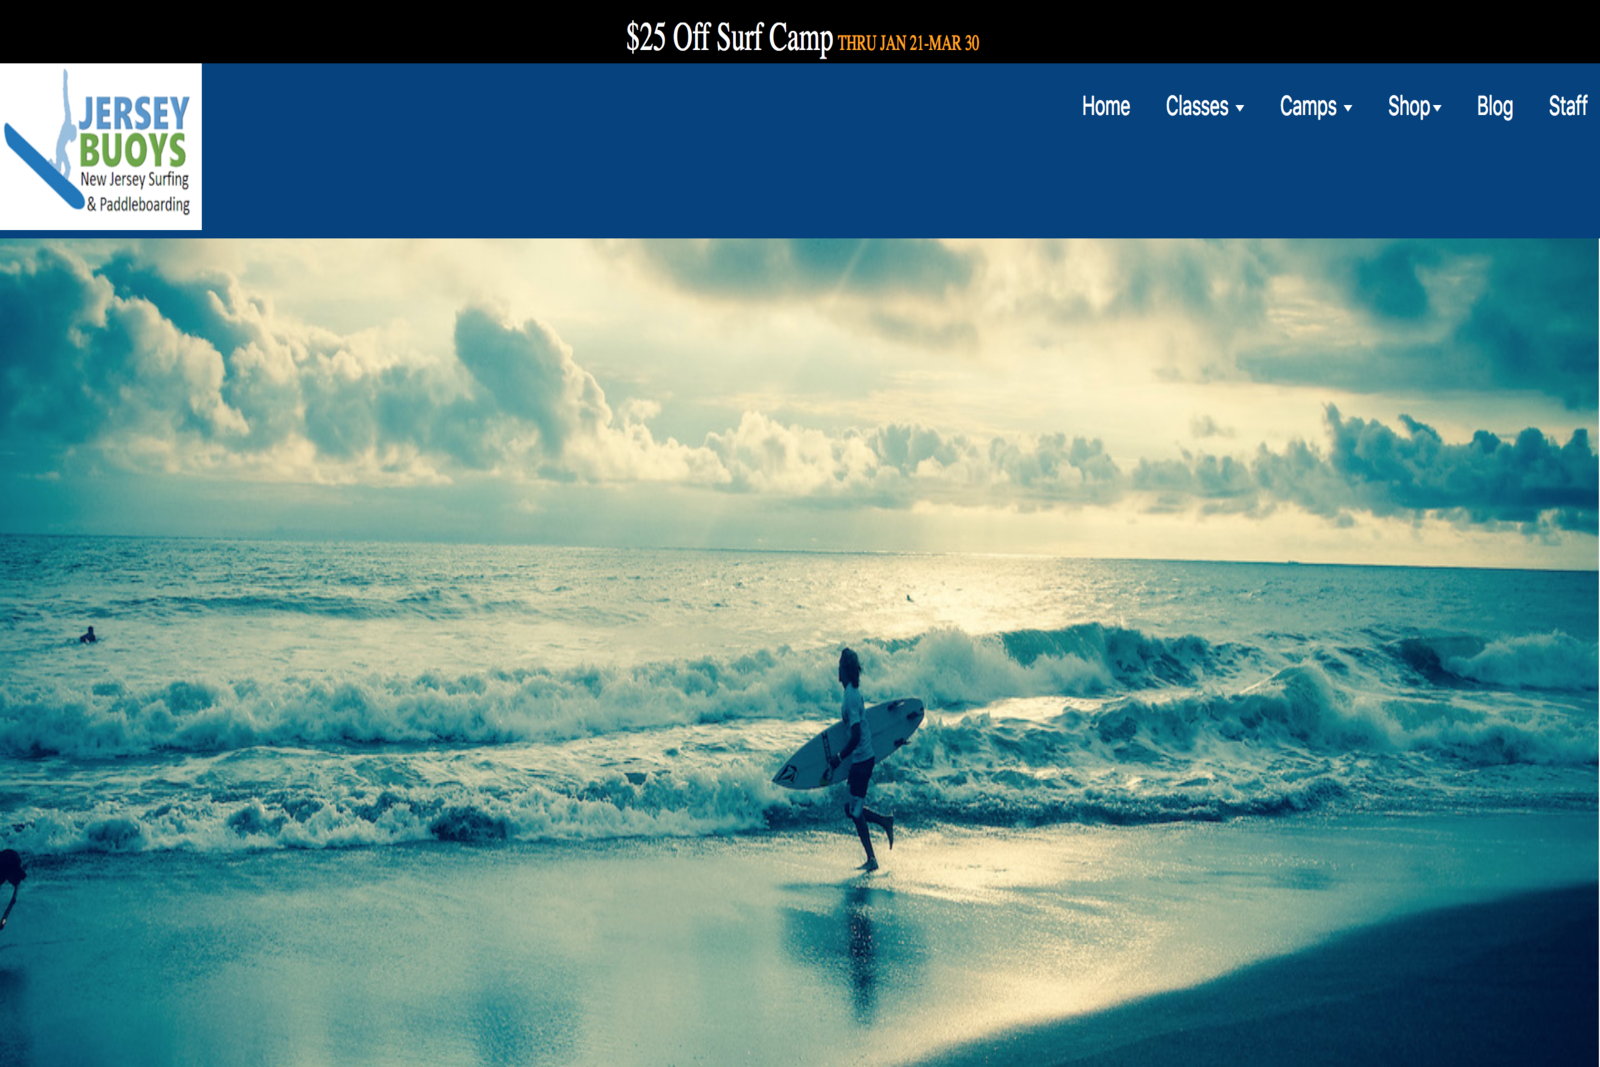 $25 Off Surf Camp THRU JAN 21-MAR 30
JERSEY
BUOYS
New Jersey Surfing
& Paddleboarding
Home Classes Camps Shop Blog Staff